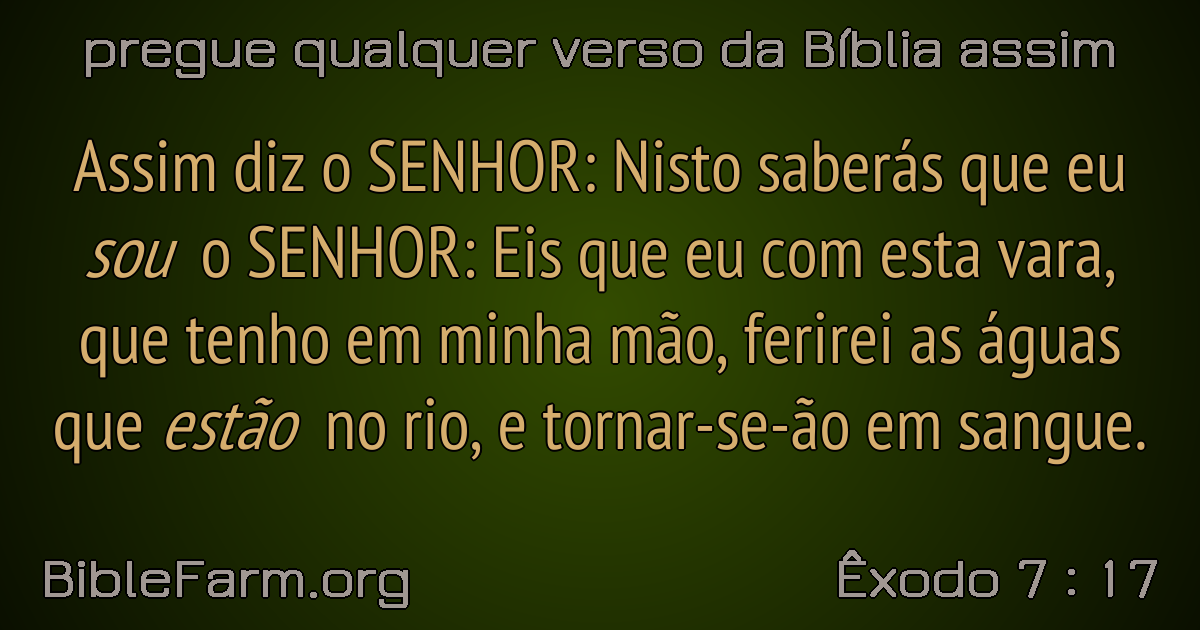 pregue qualquer verso da Bíblia assim
Assim diz o SENHOR: Nisto saberás que eu
sou o SENHOR: Eis que eu com esta vara,
que tenho em minha mão, ferirei as águas
que estão no rio, e tornar-se-ão em sangue.
BibleFarm.org
Êxodo 7 : 17